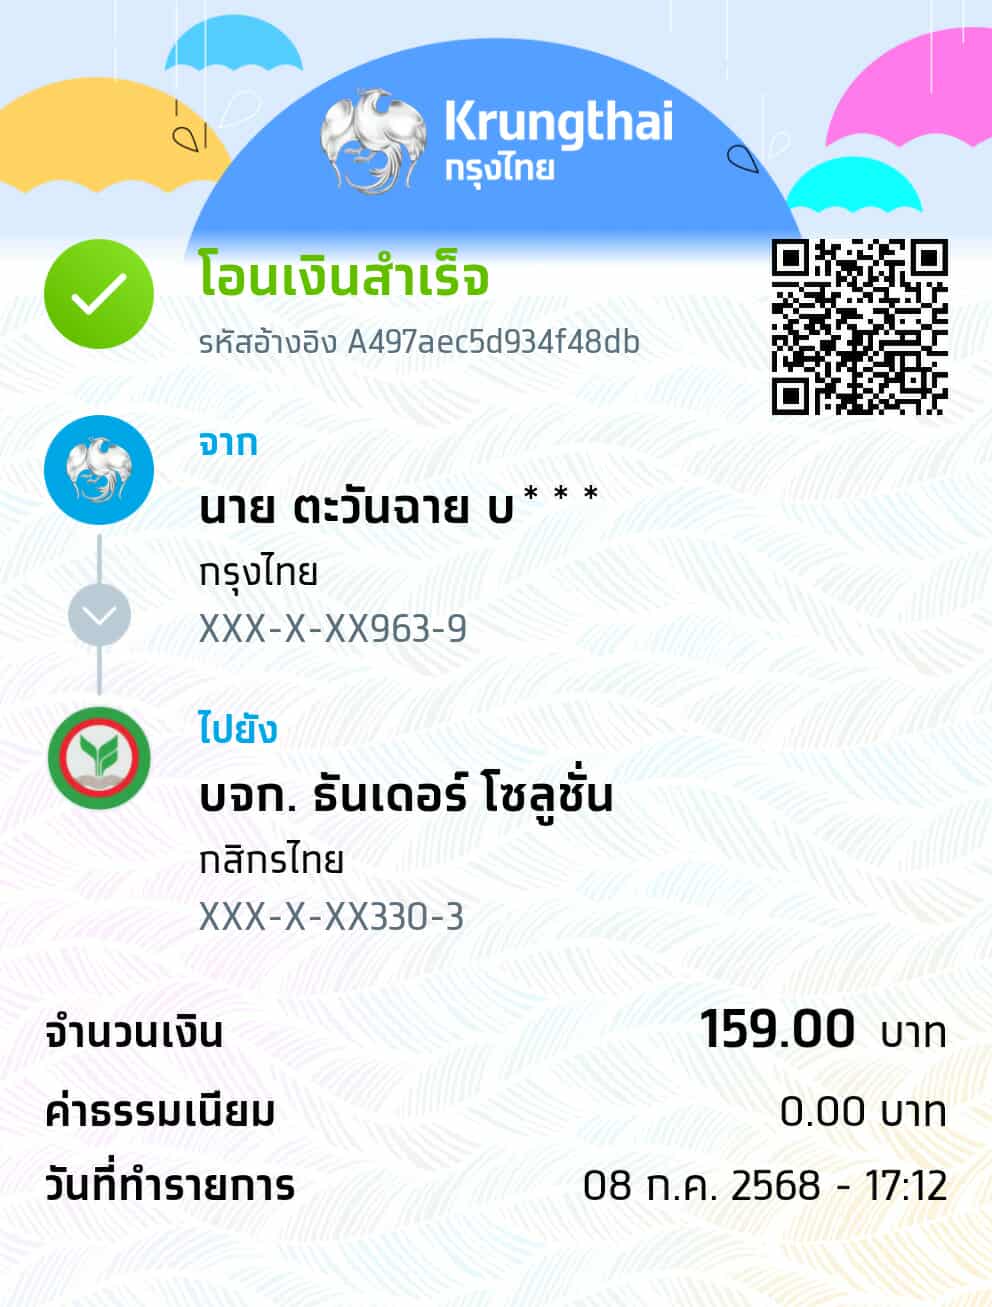 Krungthai
กรุงไทย
โอนเงินสำเร็จ
รหัสอ้างอิง A497aec5d934f48db
จาก
นาย ตะวันฉาย บ***
กรุงไทย
XXX-X-XX963-9
ไปยัง
บจก. ธันเดอร์ โซลูชั่น
กสิกรไทย
XXX-X-XX330-3
จำนวนเงิน 159.00 บาท
ค่าธรรมเนียม 0.00 บาท
วันที่ทำรายการ 08 ก.ค. 2568 - 17:12